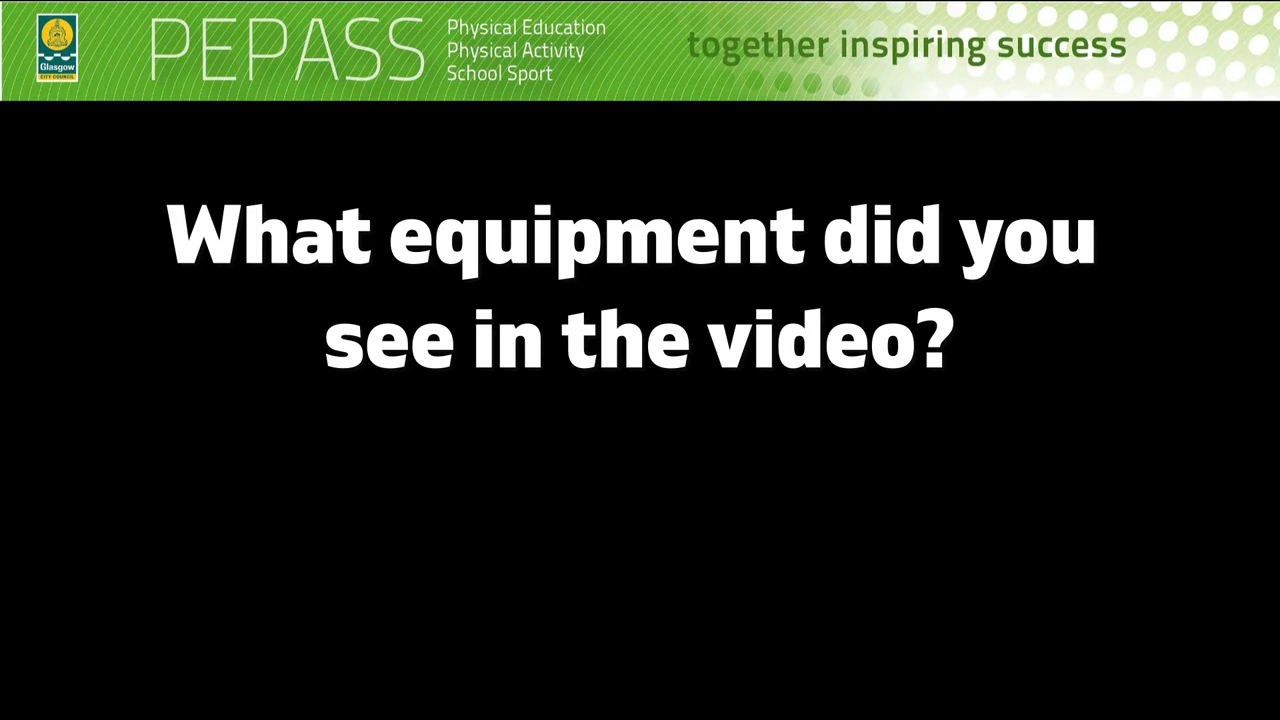 Glasgow
CITY COUNCIL
PEPASS
Physical Education
Physical Activity
School Sport
together inspiring success
What equipment did you
see in the video?